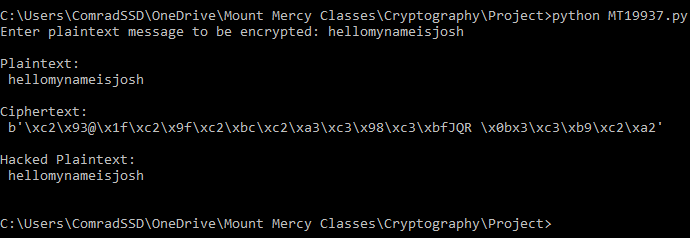 C:\Users\ComradSSD\OneDrive\Mount Mercy Classes\Cryptography\Project>python MT19937.py
Enter plaintext message to be encrypted: hellomynameisjosh
Plaintext:
hellomynameisjosh
Ciphertext:
b'\xc2\x93@\x1f\xc2\x9f\xc2\xbc\xc2\xa3\xc3\x98\xc3\xbfJQR \x0bx3\xc3\xb9\xc2\xa2'
Hacked Plaintext:
hellomynameisjosh
C:\Users\ComradSSD\OneDrive\Mount Mercy Classes\Cryptography\Project>